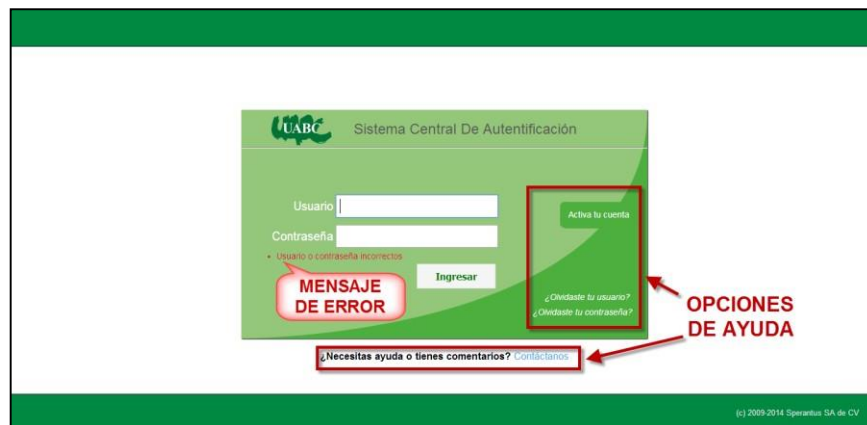 UABC
Sistema Central De Autentificación
Usuario
Contraseña
Activa tu cuenta
• Usuario o contraseña incorrectos
Ingresar
MENSAJE
DE ERROR
¿Olvidaste tu usuario?
¿Olvidaste tu contraseña?
OPCIONES
DE AYUDA
¿Necesitas ayuda o tienes comentarios? Contáctanos
(c) 2009-2014 Sperantus SA de CV